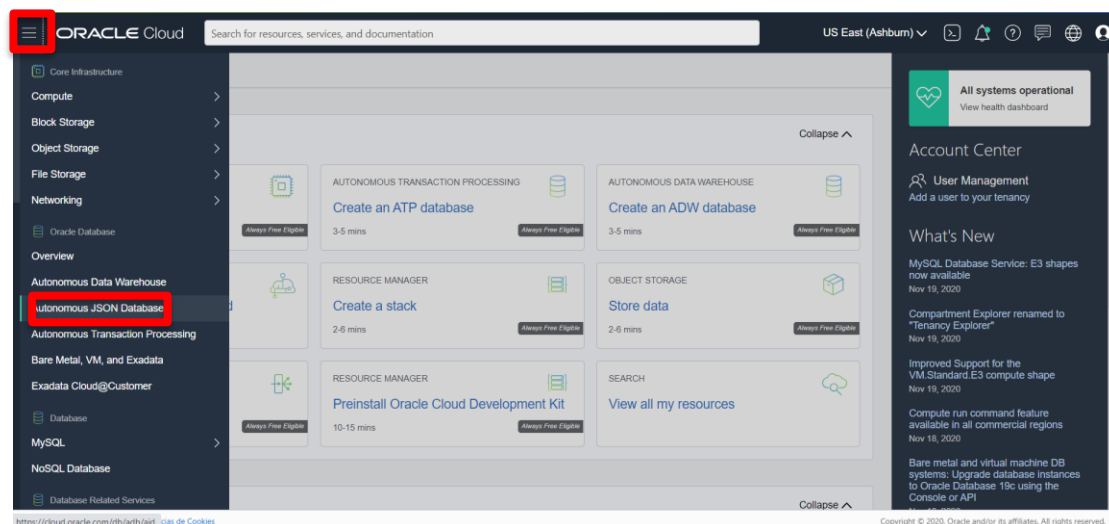 ORACLE Cloud
Search for resources, services, and documentation
US East (Ashburn)
Core Infrastructure
Compute
Block Storage
Object Storage
File Storage
Networking
Oracle Database
Overview
Autonomous Data Warehouse
Autonomous JSON Database
Autonomous Transaction Processing
Bare Metal, VM, and Exadata
Exadata Cloud@Customer
Database
MySQL
NoSQL Database
Database Related Services
https://cloud.oracle.com/db/adb/ajd
Collapse
Always Free Eligible
AUTONOMOUS TRANSACTION PROCESSING
Create an ATP database
3-5 mins
Always Free Eligible
AUTONOMOUS DATA WAREHOUSE
Create an ADW database
3-5 mins
Always Free Eligible
RESOURCE MANAGER
Create a stack
2-6 mins
Always Free Eligible
OBJECT STORAGE
Store data
2-6 mins
Always Free Eligible
Always Free Eligible
RESOURCE MANAGER
Preinstall Oracle Cloud Development Kit
10-15 mins
Always Free Eligible
SEARCH
View all my resources
Collapse
All systems operational
View health dashboard
Account Center
User Management
Add a user to your tenancy
What's New
MySQL Database Service: E3 shapes
now available
Nov 19, 2020
Compartment Explorer renamed to
"Tenancy Explorer"
Nov 19, 2020
Improved Support for the
VM.Standard.E3 compute shape
Nov 19, 2020
Compute run command feature
available in all commercial regions
Nov 18, 2020
Bare metal and virtual machine DB
systems: Upgrade database instances
to Oracle Database 19c using the
Console or API
de Cookies
Copyright © 2020, Oracle and/or its affiliates. All rights reserved.